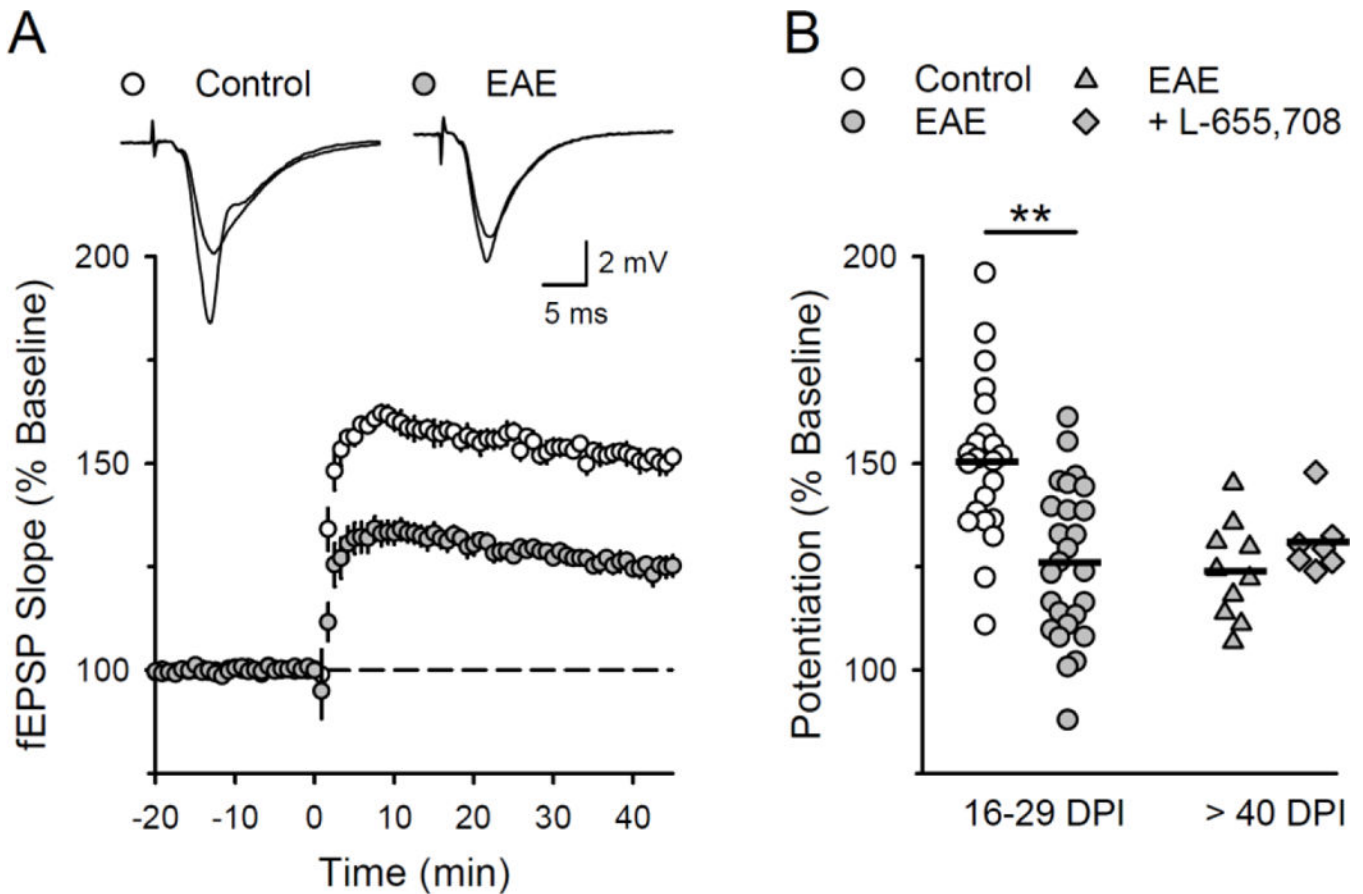 A
Control EAE
2 mV
5 ms
fEPSP Slope (% Baseline)
200
150
100
-20 -10 0 10 20 30 40
Time (min)
B
Control EAE
EAE + L-655,708
**
Potentiation (% Baseline)
200
150
100
16-29 DPI > 40 DPI